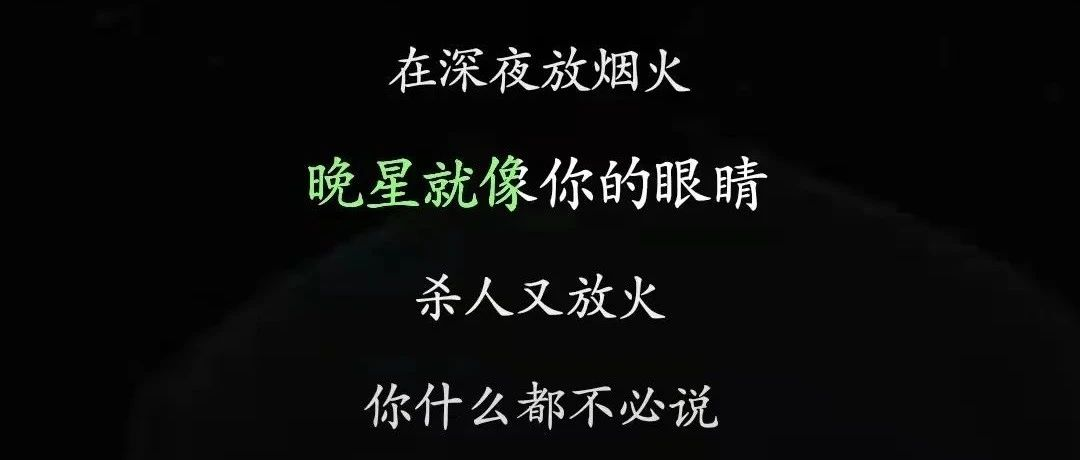 在深夜放烟火
晚星就像你的眼睛
杀人又放火
你什么都不必说